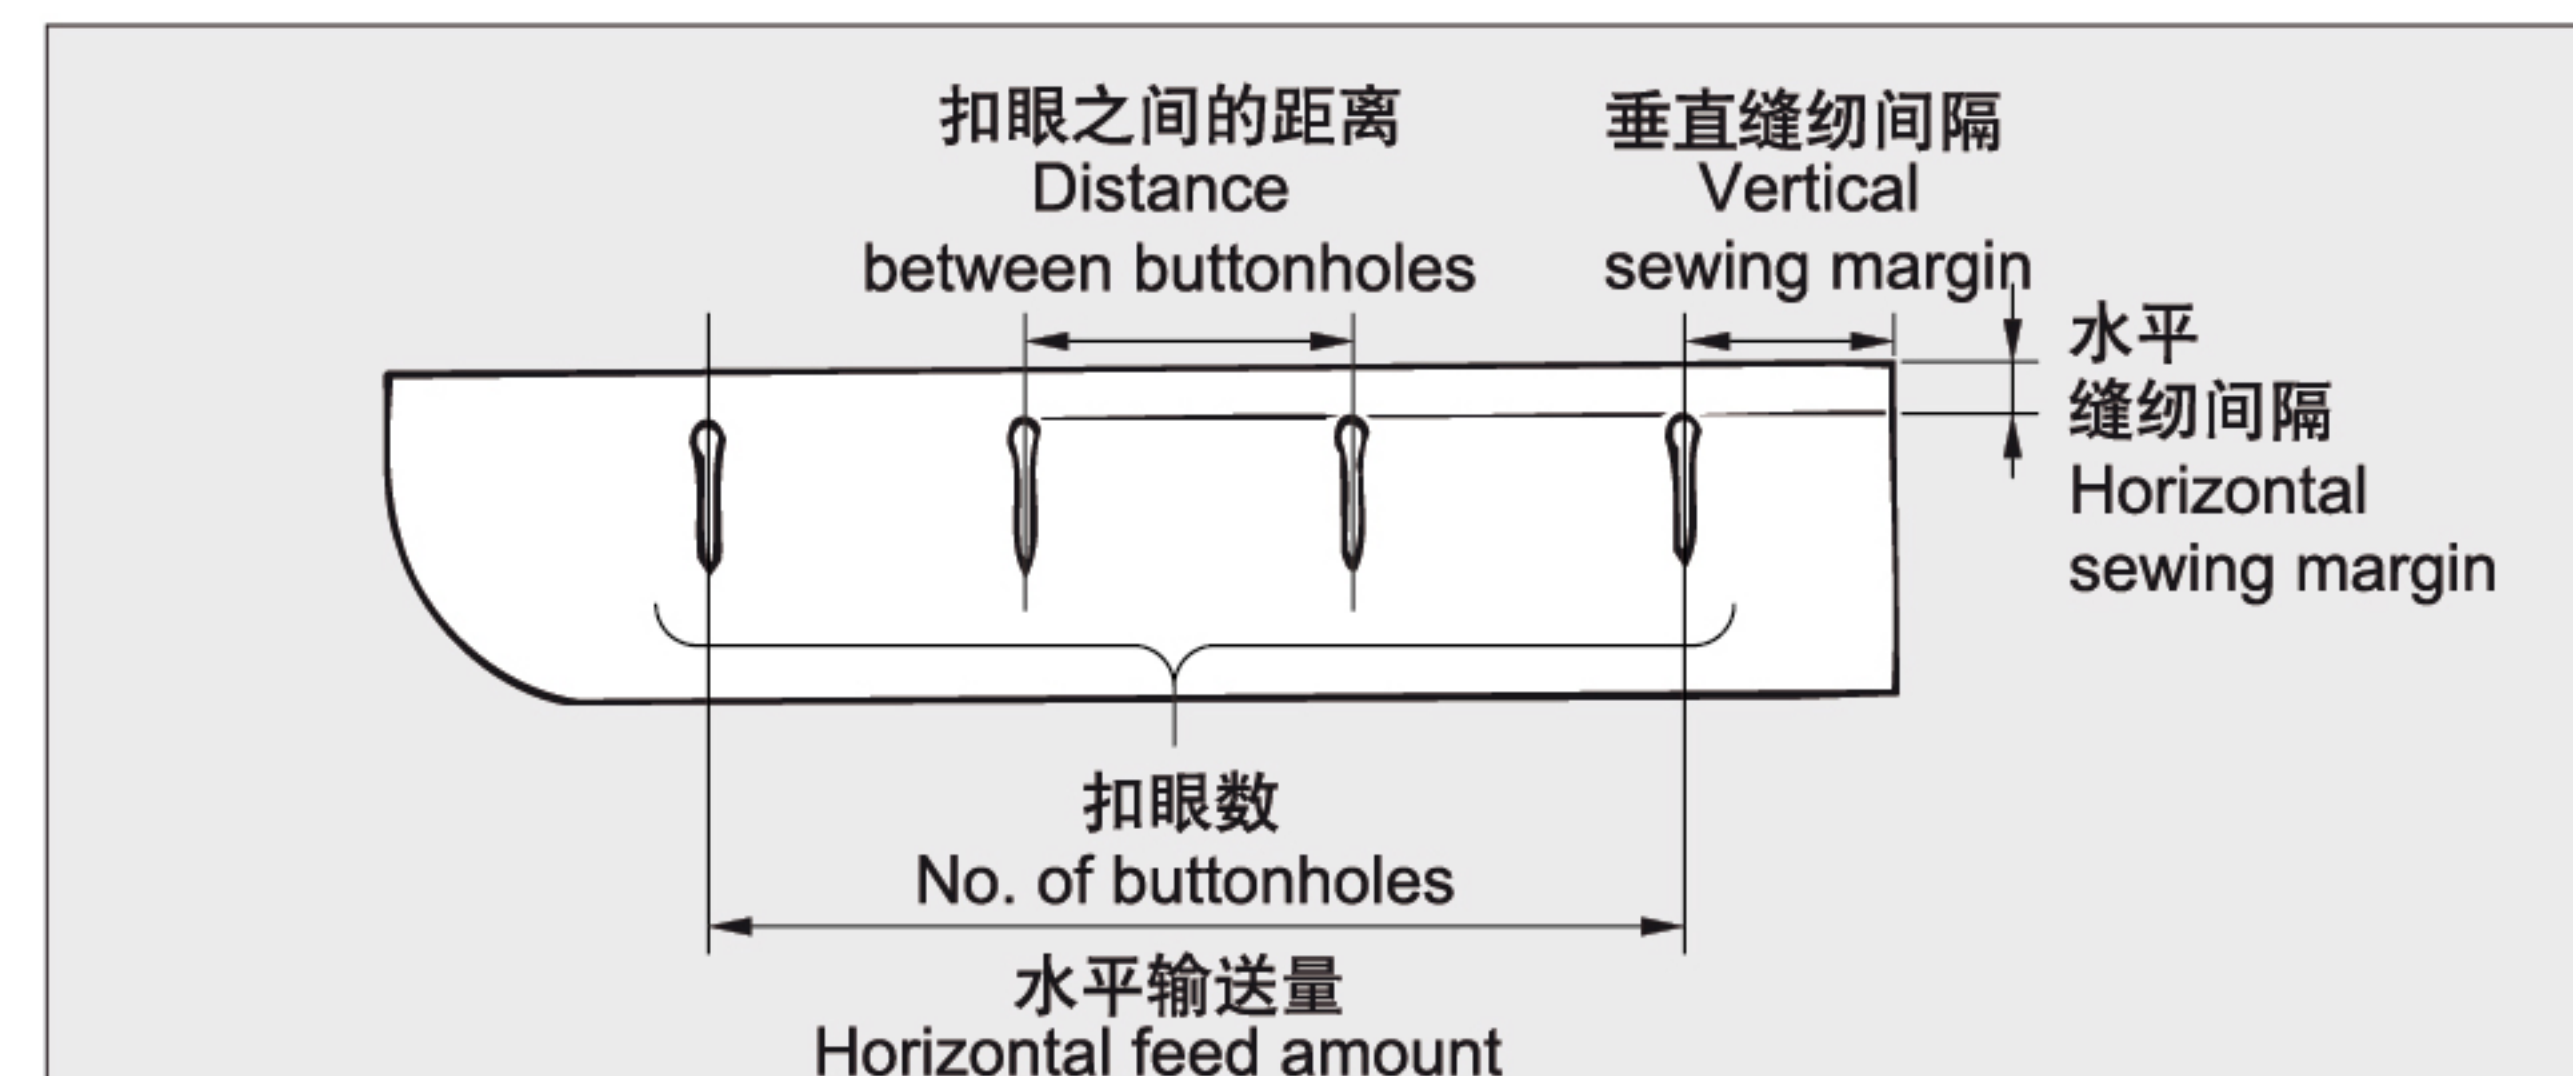 扣眼之间的距离
Distance
between buttonholes
垂直缝纫间隔
Vertical
sewing margin
水平
缝纫间隔
Horizontal
sewing margin
扣眼数
No. of buttonholes
水平输送量
Horizontal feed amount